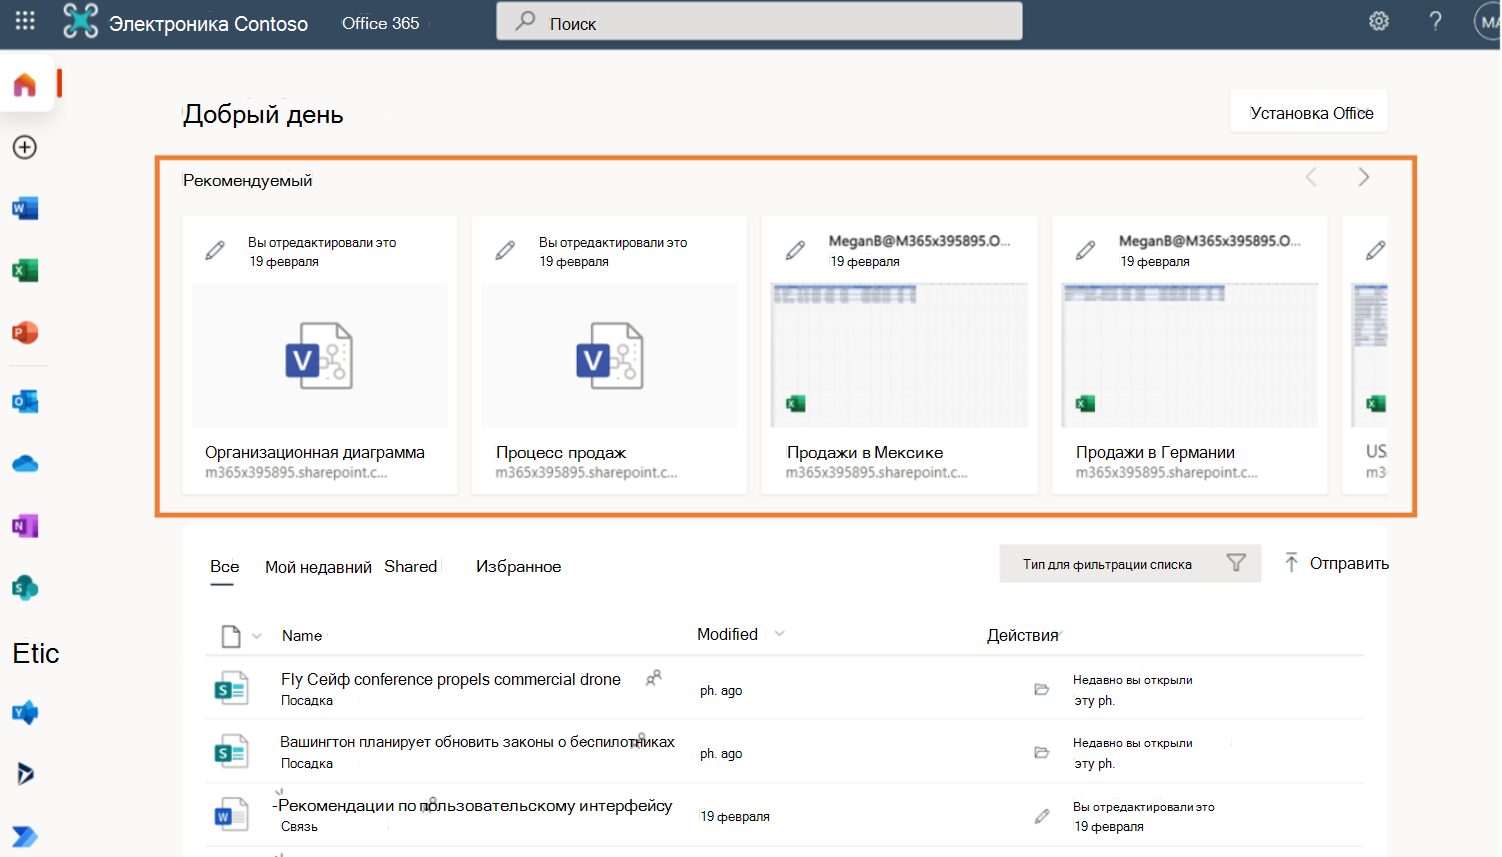 Электроника Contoso
Office 365
Поиск
MA
Добрый день
Установка Office
Рекомендуемый
Вы отредактировали это
19 февраля
Организационная диаграмма
m365x395895.sharepoint.c...
Вы отредактировали это
19 февраля
Процесс продаж
m365x395895.sharepoint.c...
MeganB@M365x395895.O...
19 февраля
Продажи в Мексике
m365x395895.sharepoint.c...
MeganB@M365x395895.O...
19 февраля
Продажи в Германии
m365x395895.sharepoint.c...
US
m3
Все
Мой недавний
Shared
Избранное
Тип для фильтрации списка
Отправить
Name
Modified
Действия
Fly Сейф conference propels commercial drone
Посадка
ph. ago
Недавно вы открыли
эту ph.
Вашингтон планирует обновить законы о беспилотниках
Посадка
ph. ago
Недавно вы открыли
эту ph.
-Рекомендации по пользовательскому интерфейсу
Связь
19 февраля
Вы отредактировали это
19 февраля
Etic